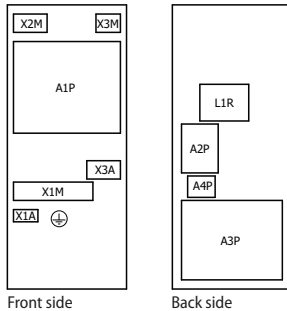 X2M X3M
A1P
X3A
X1M
X1A
L1R
A2P
A4P
A3P
Front side
Back side